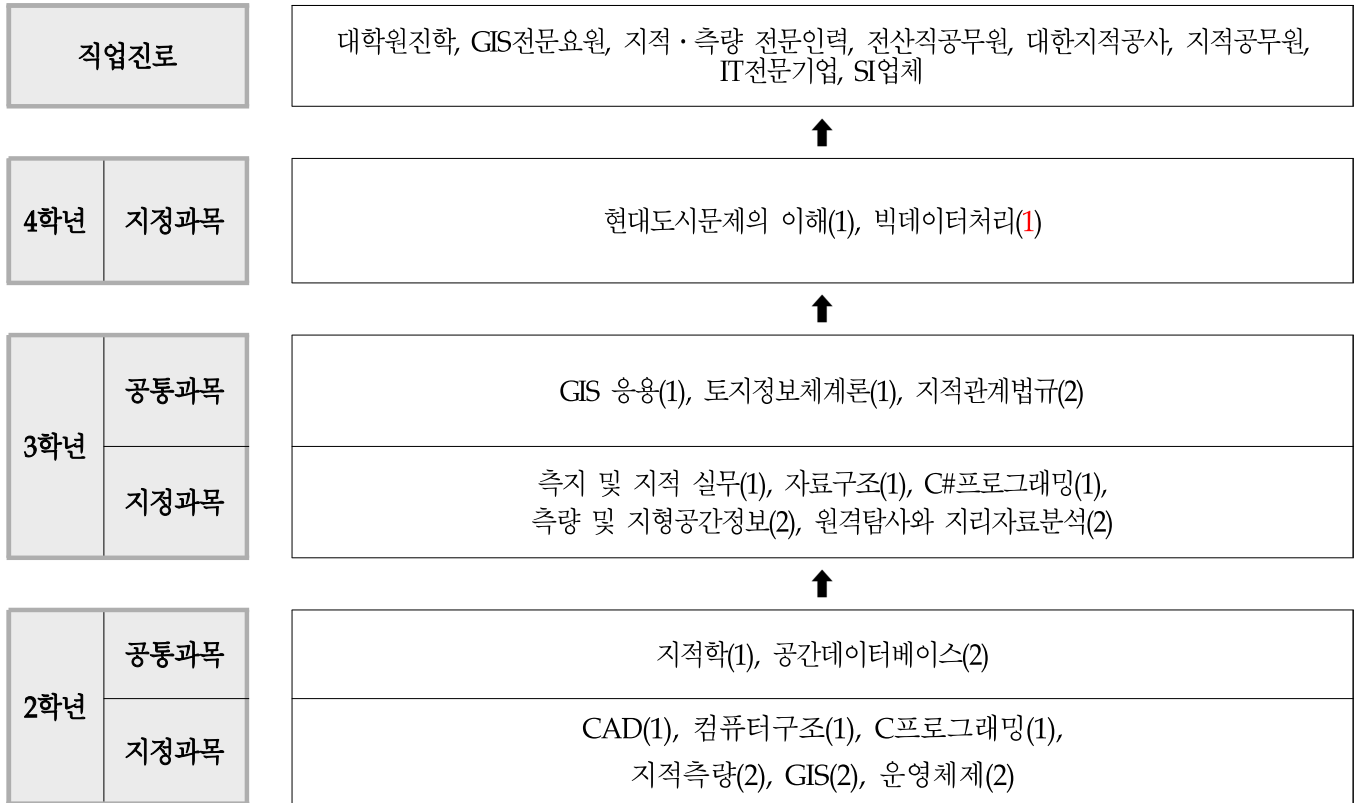 직업진로
대학원진학, GIS전문요원, 지적·측량 전문인력, 전산직공무원, 대한지적공사, 지적공무원,
IT전문기업, SI업체
4학년
지정과목
현대도시문제의 이해(1), 빅데이터처리(1)
3학년
공통과목
GIS 응용(1), 토지정보체계론(1), 지적관계법규(2)
지정과목
측지 및 지적 실무(1), 자료구조(1), C#프로그래밍(1),
측량 및 지형공간정보(2), 원격탐사와 지리자료분석(2)
2학년
공통과목
지적학(1), 공간데이터베이스(2)
지정과목
CAD(1), 컴퓨터구조(1), C프로그래밍(1),
지적측량(2), GIS(2), 운영체제(2)